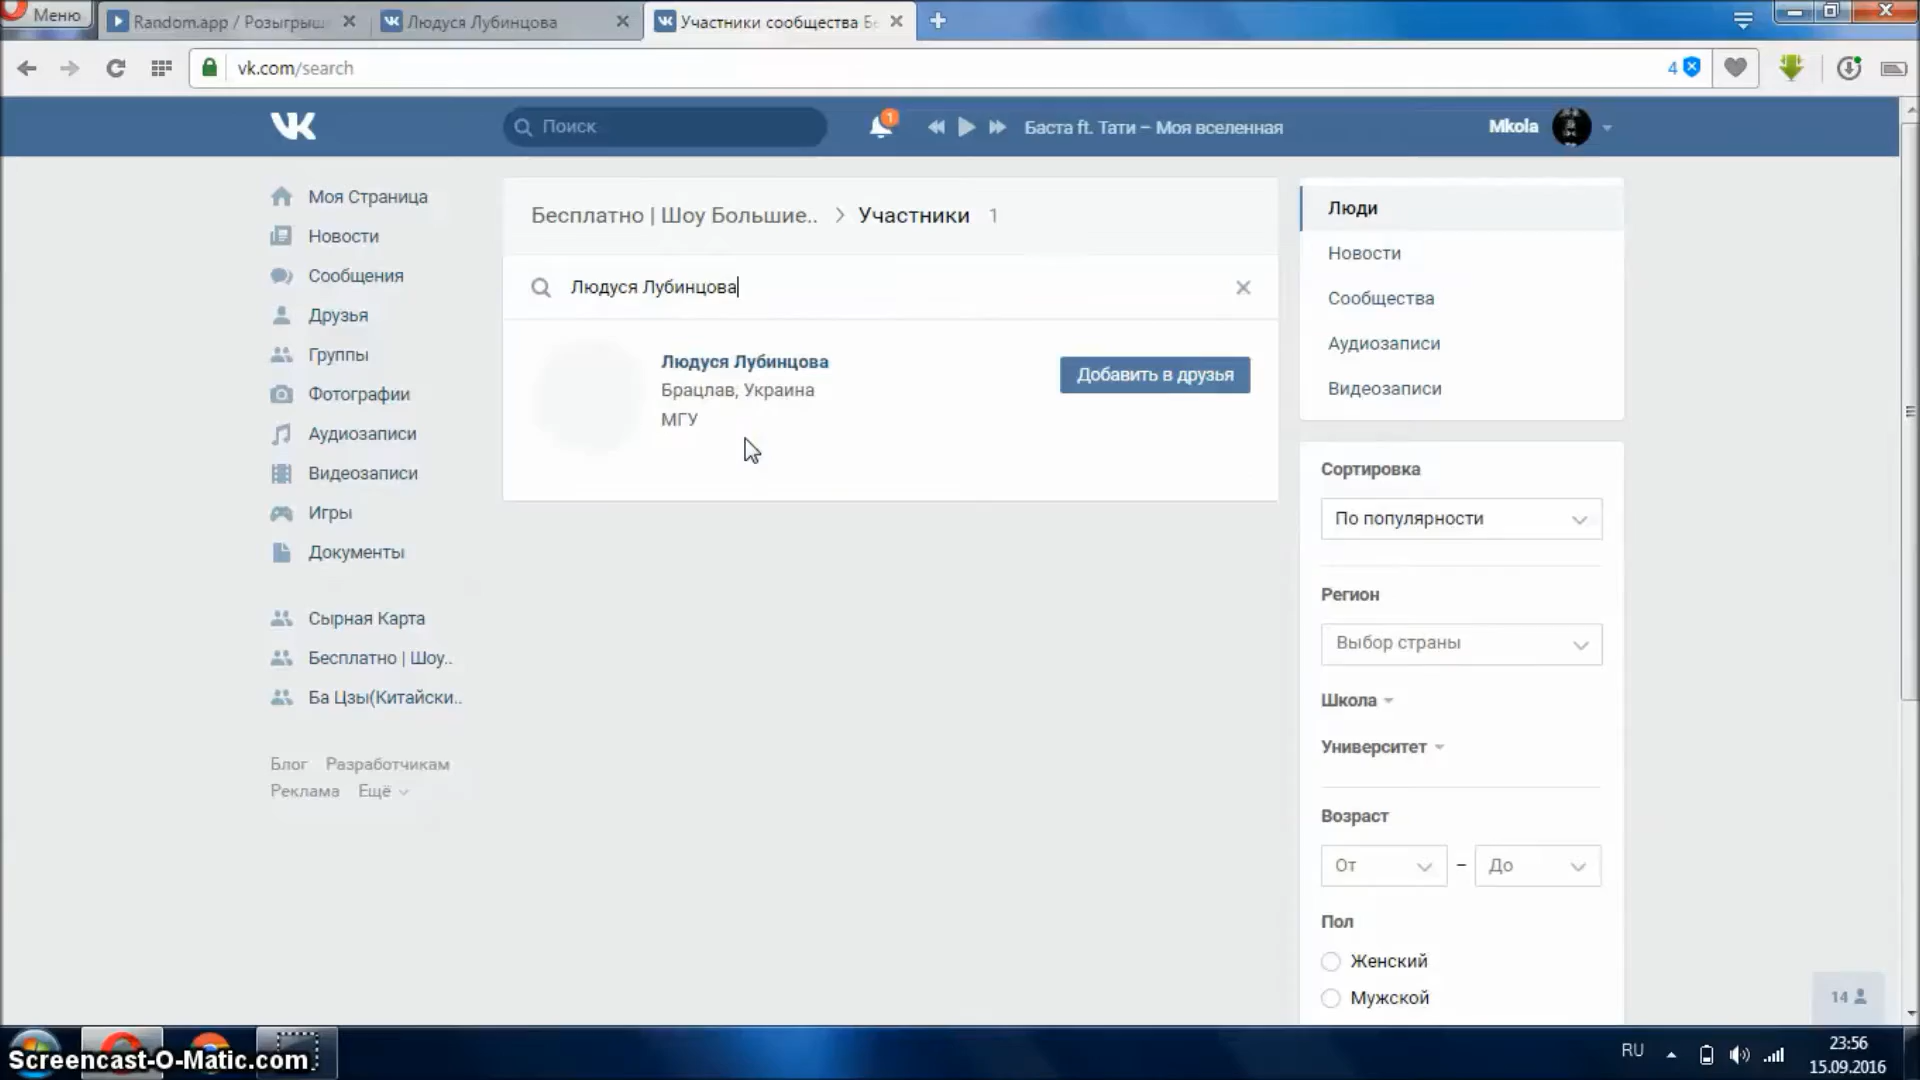 Меню
Random.app / Розыгрыш
Людуся Лубинцова
Участники сообщества Бе
vk.com/search
4
Поиск
1
Баста ft. Тати – Моя вселенная
Mkola
Моя Страница
Новости
Сообщения
Друзья
Группы
Фотографии
Аудиозаписи
Видеозаписи
Игры
Документы
Сырная Карта
Бесплатно | Шоу..
Ба Цзы(Китайски..
Блог Разработчикам
Реклама Ещё
Бесплатно | Шоу Большие.. > Участники 1
Людуся Лубинцова
Людуся Лубинцова
Брацлав, Украина
МГУ
Добавить в друзья
Люди
Новости
Сообщества
Аудиозаписи
Видеозаписи
Сортировка
По популярности
Регион
Выбор страны
Школа
Университет
Возраст
От – До
Пол
Женский
Мужской
14
Screencast-O-Matic.com
RU
23:56
15.09.2016